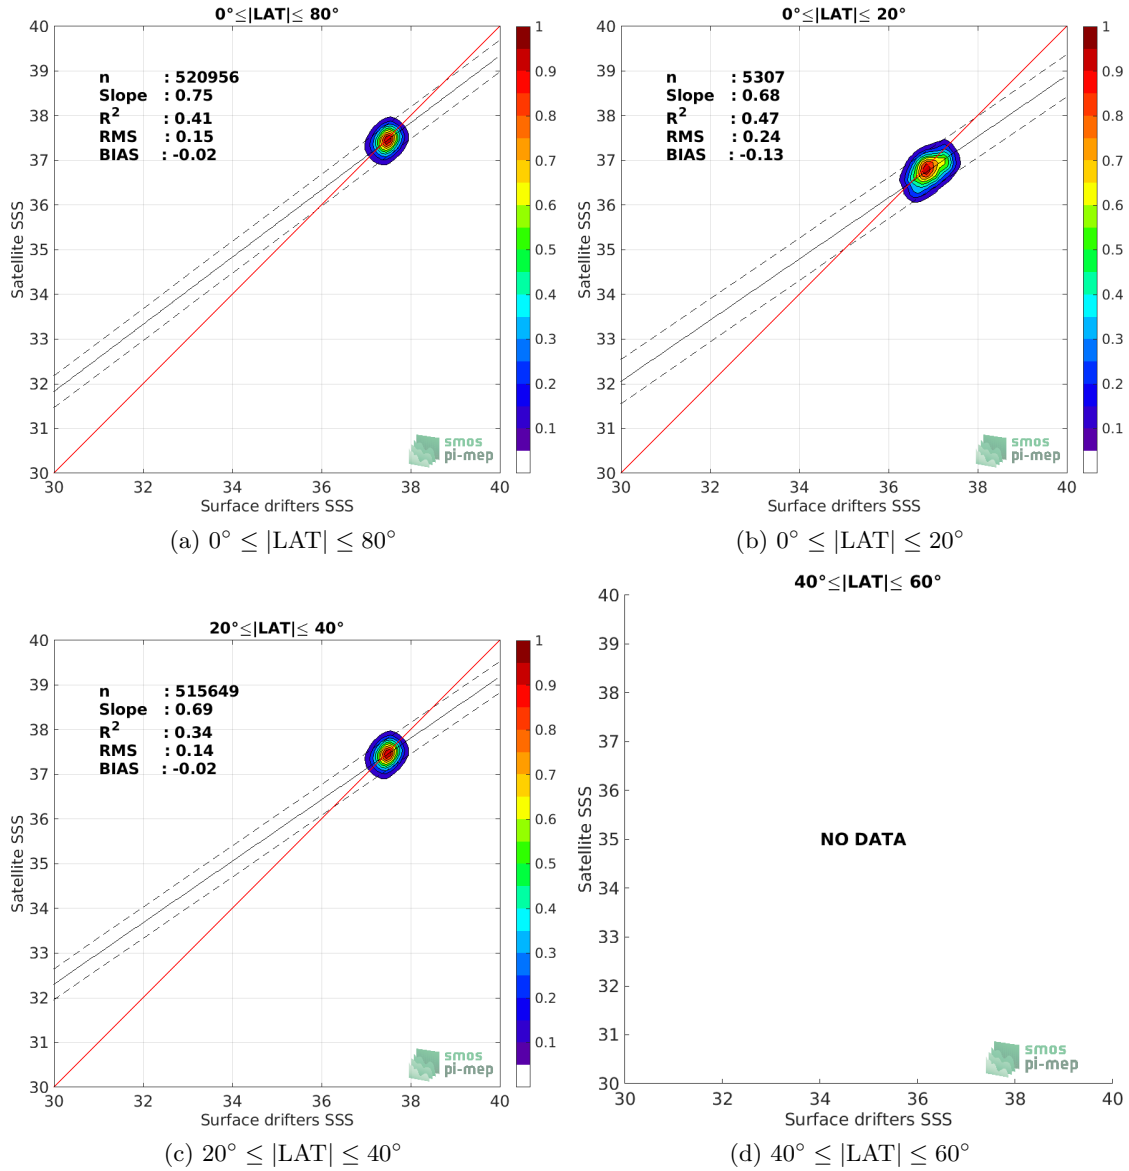 0°≤|LAT|≤ 80°
40
39
38
37
36
35
34
33
32
31
30
30
32
34
36
38
40
Satellite SSS
Surface drifters SSS
n : 520956
Slope : 0.75
R² : 0.41
RMS : 0.15
BIAS : -0.02
smos
pi-mep
1
0.9
0.8
0.7
0.6
0.5
0.4
0.3
0.2
0.1
(a) 0° ≤ |LAT| ≤ 80°
0°≤|LAT|≤ 20°
40
39
38
37
36
35
34
33
32
31
30
30
32
34
36
38
40
Satellite SSS
Surface drifters SSS
n : 5307
Slope : 0.68
R² : 0.47
RMS : 0.24
BIAS : -0.13
smos
pi-mep
1
0.9
0.8
0.7
0.6
0.5
0.4
0.3
0.2
0.1
(b) 0° ≤ |LAT| ≤ 20°
20°≤|LAT|≤ 40°
40
39
38
37
36
35
34
33
32
31
30
30
32
34
36
38
40
Satellite SSS
Surface drifters SSS
n : 515649
Slope : 0.69
R² : 0.34
RMS : 0.14
BIAS : -0.02
smos
pi-mep
1
0.9
0.8
0.7
0.6
0.5
0.4
0.3
0.2
0.1
(c) 20° ≤ |LAT| ≤ 40°
40°≤|LAT|≤ 60°
40
39
38
37
36
35
34
33
32
31
30
30
32
34
36
38
40
Satellite SSS
Surface drifters SSS
NO DATA
smos
pi-mep
(d) 40° ≤ |LAT| ≤ 60°